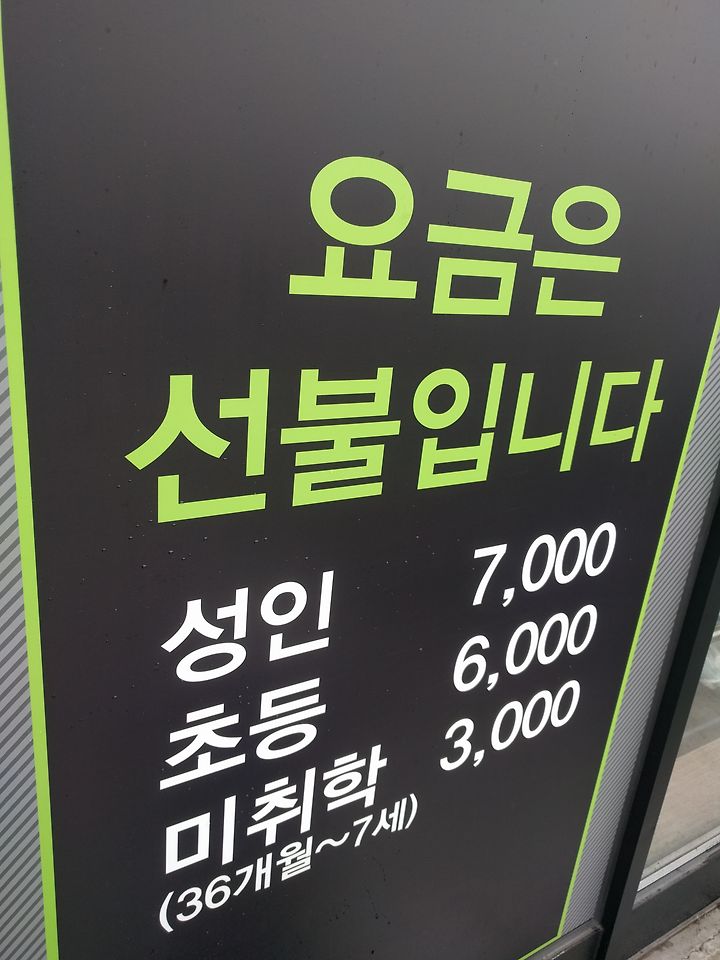 요금은
선불입니다
성인 7,000
초등 6,000
미취학 3,000
(36개월~7세)